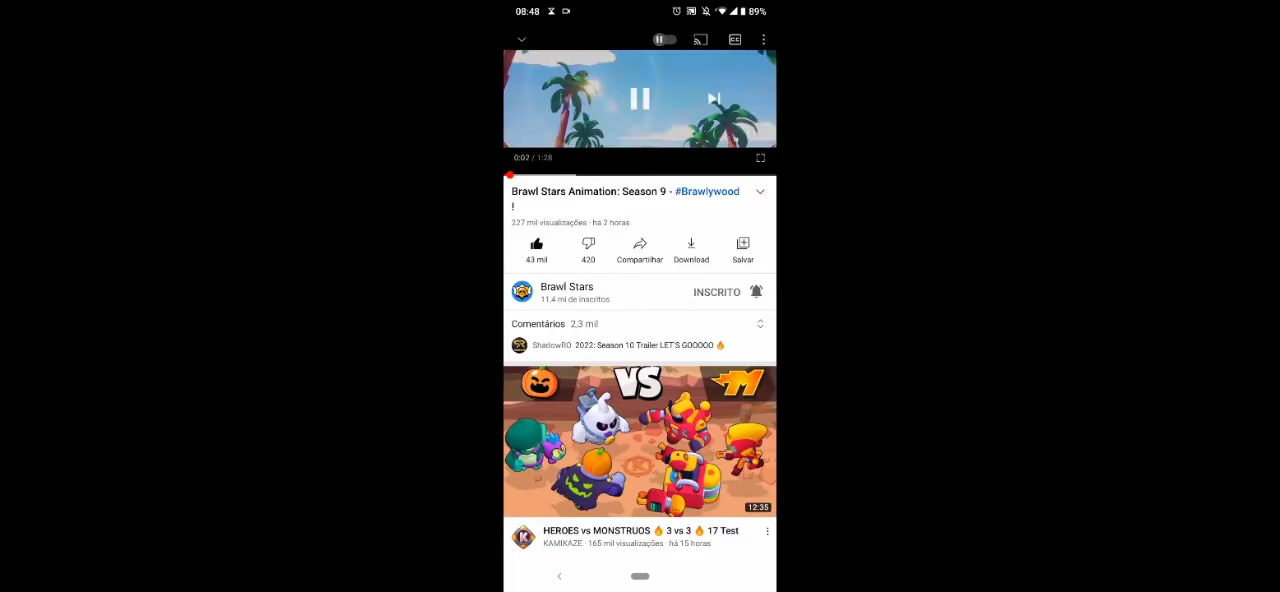 08:48
89%
CC
0:02 / 1:28
Brawl Stars Animation: Season 9 - #Brawlywood
!
227 mil visualizações · há 2 horas
43 mil
420
Compartilhar
Download
Salvar
Brawl Stars
11,4 mi de inscritos
INSCRITO
Comentários 2,3 mil
ShadowRO 2022: Season 10 Trailer LET'S GOOOOO 🔥
VS
12:35
HEROES vs MONSTRUOS 🔥 3 vs 3 🔥 17 Test
KAMIKAZE · 165 mil visualizações · há 15 horas